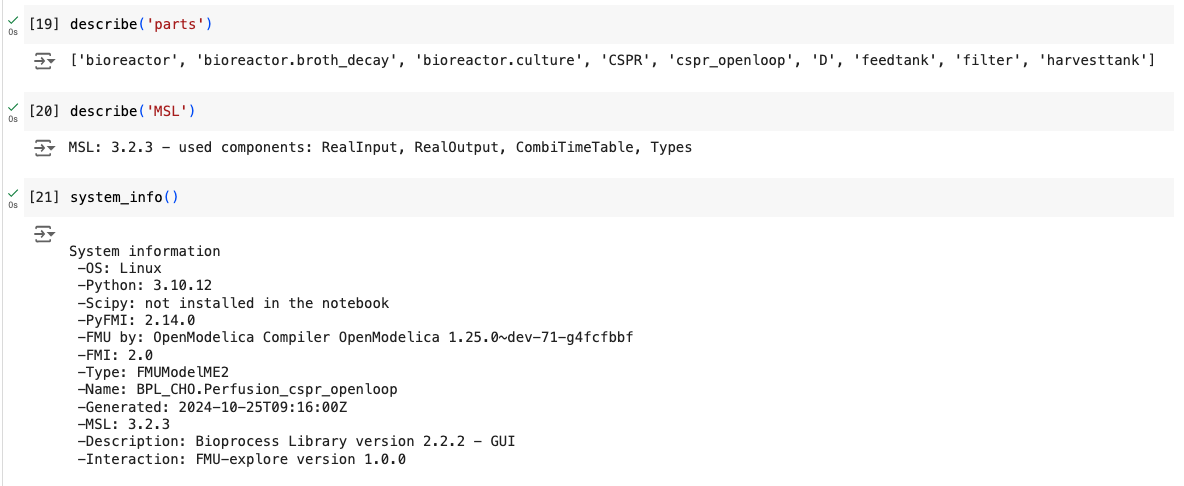 [19] describe('parts')
0s
['bioreactor', 'bioreactor.broth_decay', 'bioreactor.culture', 'CSPR', 'cspr_openloop', 'D', 'feedtank', 'filter', 'harvesttank']
[20] describe('MSL')
0s
MSL: 3.2.3 – used components: RealInput, RealOutput, CombiTimeTable, Types
[21] system_info()
0s
System information
–OS: Linux
–Python: 3.10.12
–Scipy: not installed in the notebook
–PyFMI: 2.14.0
–FMU by: OpenModelica Compiler OpenModelica 1.25.0~dev-71-g4fcfbbf
–FMI: 2.0
–Type: FMUModelME2
–Name: BPL_CHO.Perfusion_cspr_openloop
–Generated: 2024-10-25T09:16:00Z
–MSL: 3.2.3
–Description: Bioprocess Library version 2.2.2 – GUI
–Interaction: FMU-explore version 1.0.0